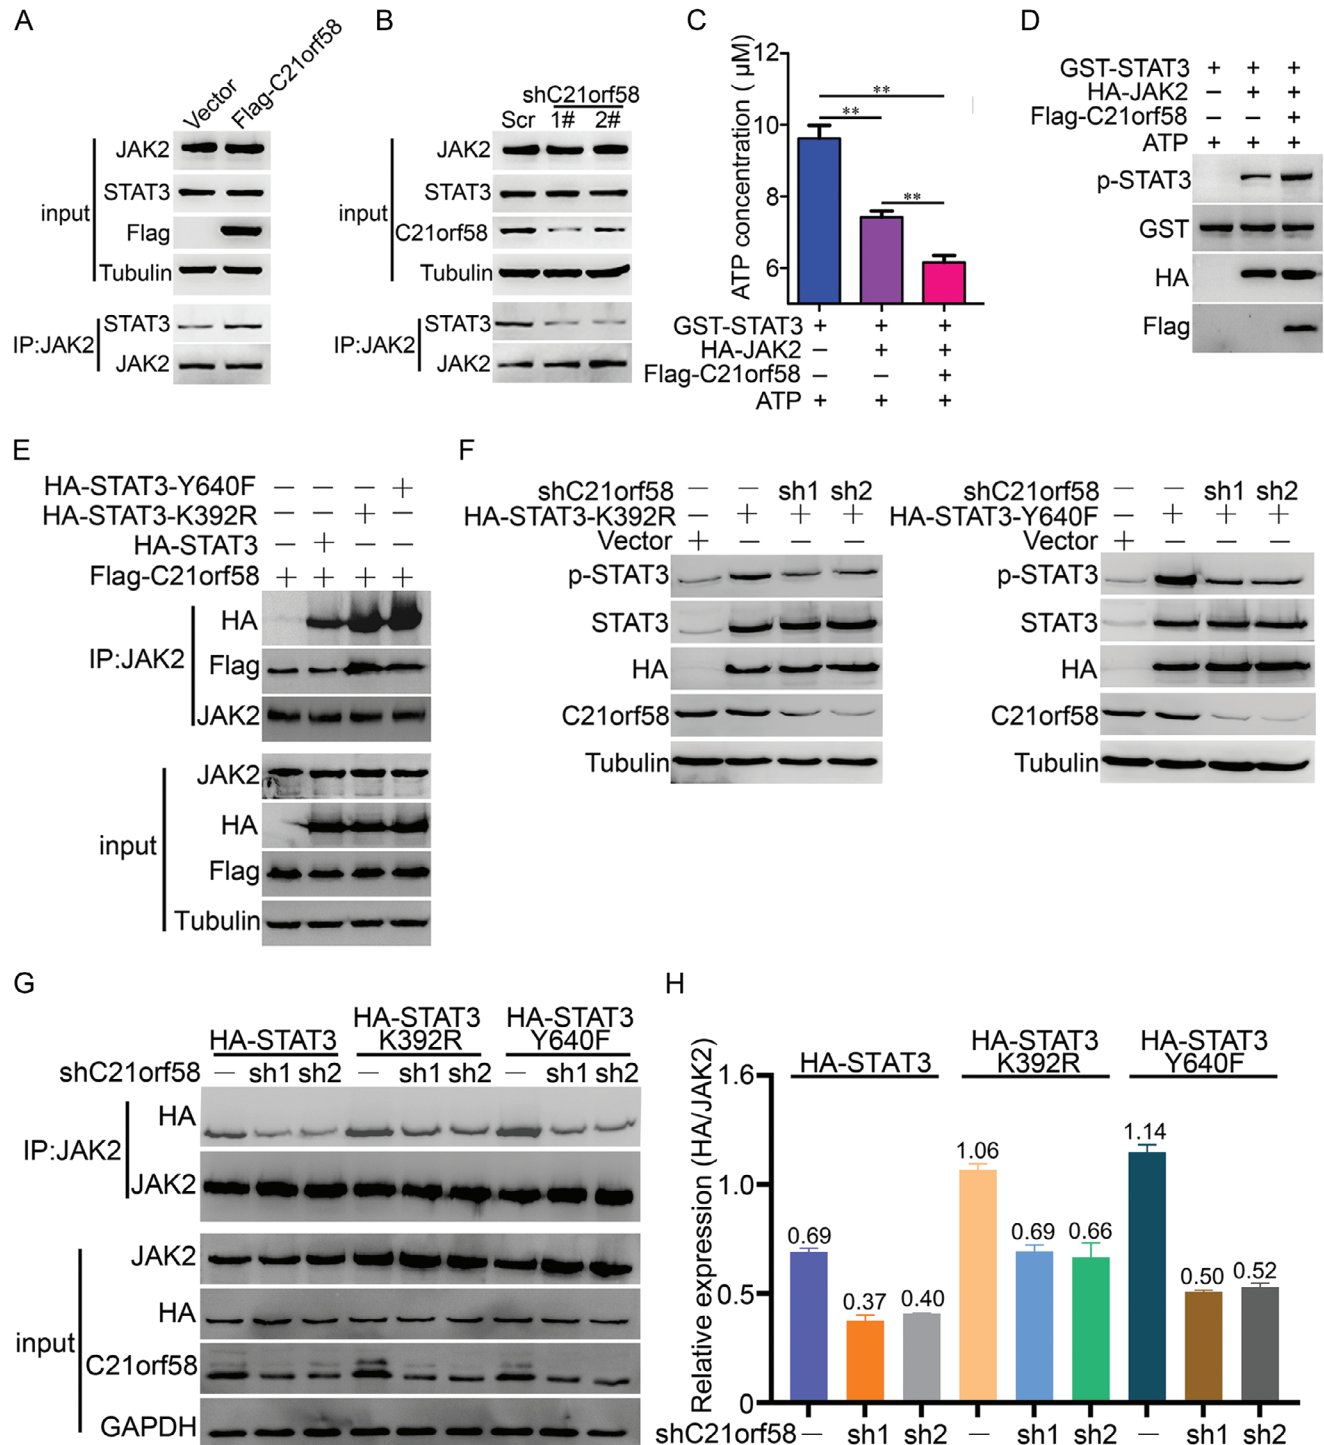 A
Vector
Flag-C21orf58
input
JAK2
STAT3
Flag
Tubulin
IP:JAK2
STAT3
JAK2
B
shC21orf58
Scr 1# 2#
input
JAK2
STAT3
C21orf58
Tubulin
IP:JAK2
STAT3
JAK2
C
ATP concentration ( μM)
12
10
8
6
**
**
**
GST-STAT3 + + +
HA-JAK2 – + +
Flag-C21orf58 – – +
ATP + + +
D
GST-STAT3 + + +
HA-JAK2 – + +
Flag-C21orf58 – – +
ATP + + +
p-STAT3
GST
HA
Flag
E
HA-STAT3-Y640F — — — +
HA-STAT3-K392R — — + —
HA-STAT3 — + — —
Flag-C21orf58 + + + +
IP:JAK2
HA
Flag
JAK2
input
JAK2
HA
Flag
Tubulin
F
shC21orf58 — — sh1 sh2
HA-STAT3-K392R — + + +
Vector + — — —
p-STAT3
STAT3
HA
C21orf58
Tubulin
shC21orf58 — — sh1 sh2
HA-STAT3-Y640F — + + +
Vector + — — —
p-STAT3
STAT3
HA
C21orf58
Tubulin
G
HA-STAT3
HA-STAT3
K392R
HA-STAT3
Y640F
shC21orf58 — sh1 sh2 — sh1 sh2 — sh1 sh2
IP:JAK2
HA
JAK2
input
JAK2
HA
C21orf58
GAPDH
H
Relative expression (HA/JAK2)
1.6
1.0
0.5
0
HA-STAT3
HA-STAT3
K392R
HA-STAT3
Y640F
0.69
0.37
0.40
1.06
0.69
0.66
1.14
0.50
0.52
shC21orf58 — sh1 sh2 — sh1 sh2 — sh1 sh2